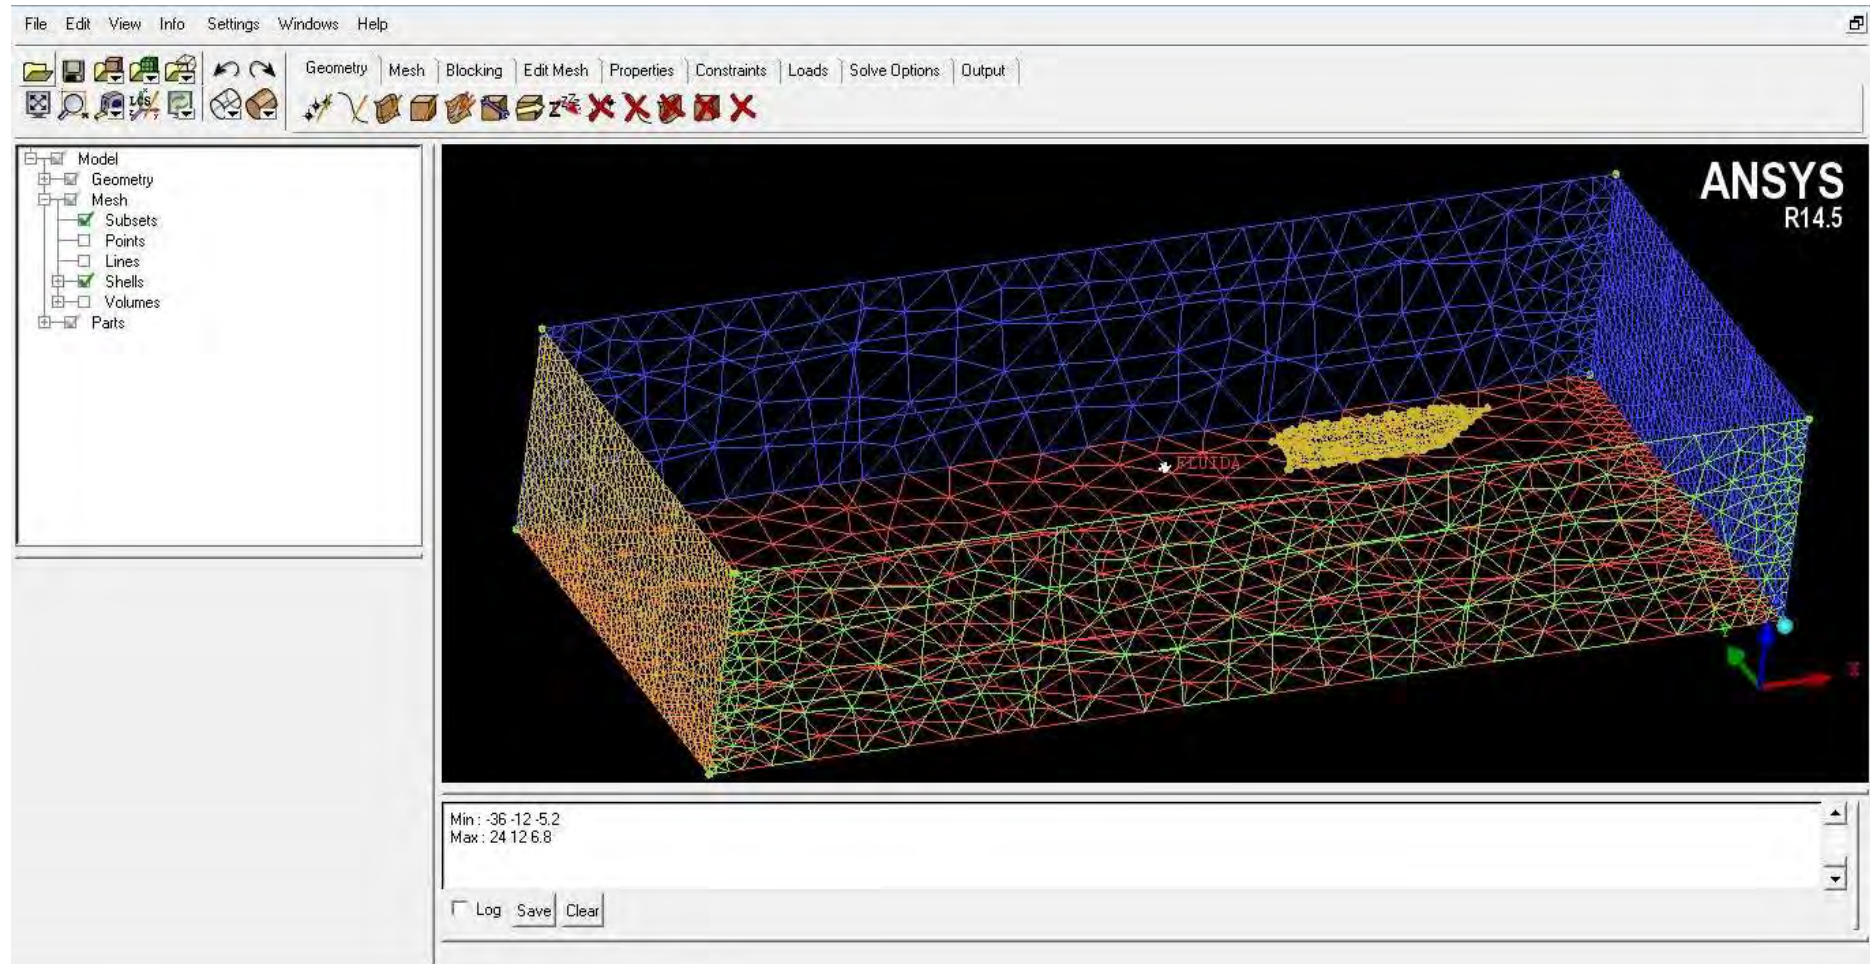 File Edit View Info Settings Windows Help
Geometry Mesh Blocking Edit Mesh Properties Constraints Loads Solve Options Output
LCS
Model
Geometry
Mesh
Subsets
Points
Lines
Shells
Volumes
Parts
ANSYS
R14.5
FLUIDA
Y
X
Min : -36 -12 -5.2
Max : 24 12 6.8
Log Save Clear